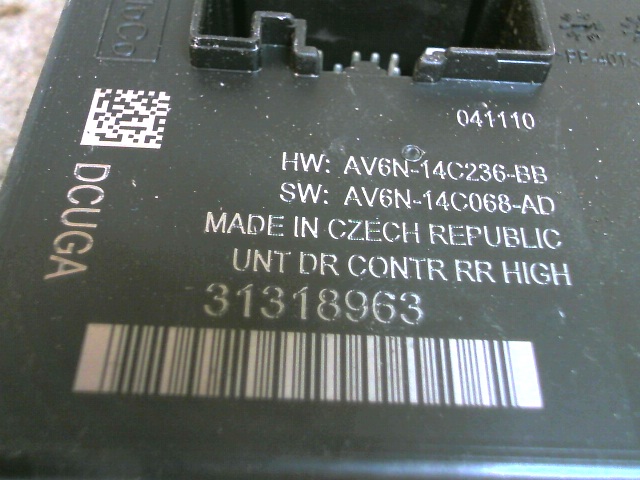 041110
HW: AV6N-14C236-BB
SW: AV6N-14C068-AD
MADE IN CZECH REPUBLIC
UNT DR CONTR RR HIGH
31318963
DCUGA